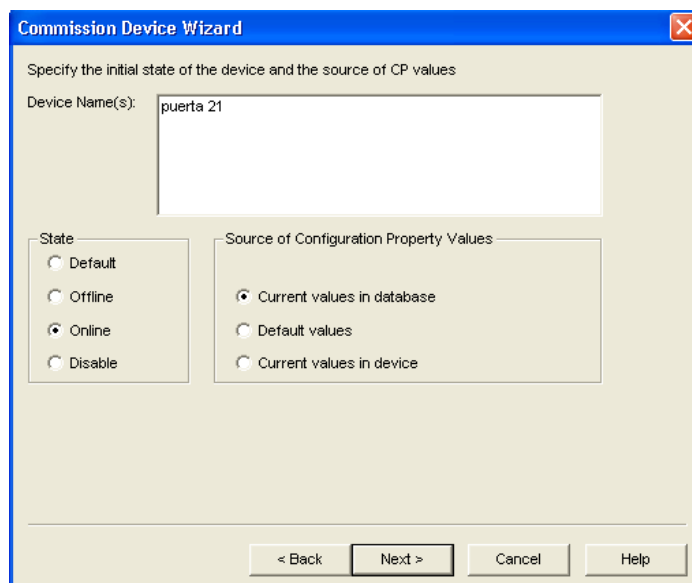 Commission Device Wizard
Specify the initial state of the device and the source of CP values
Device Name(s):
puerta 21
State
Default
Offline
Online
Disable
Source of Configuration Property Values
Current values in database
Default values
Current values in device
< Back
Next >
Cancel
Help